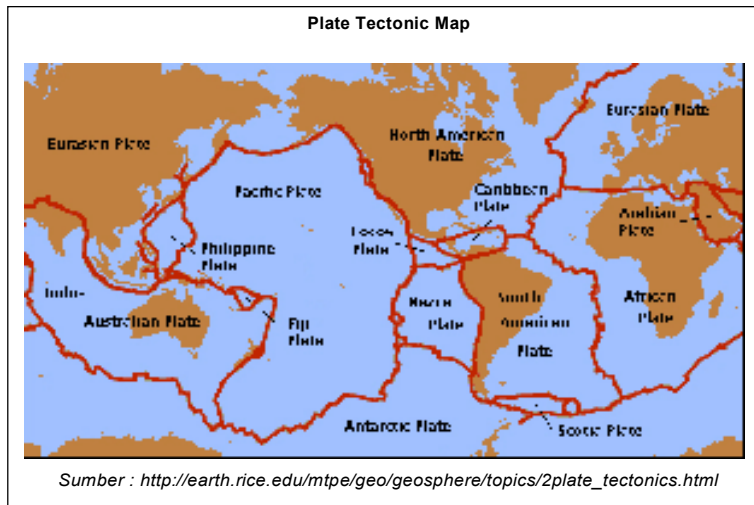 Plate Tectonic Map
Eurasian Plate
North American
Plate
Eurasian Plate
Pacific Plate
Caribbean
Plate
Arabian
Plate
Cocos
Plate
Philippine
Plate
Indo-
Australian Plate
Fiji
Plate
Nazca
Plate
South
American
Plate
African
Plate
Antarctic Plate
Scotia Plate
Sumber : http://earth.rice.edu/mtpe/geo/geosphere/topics/2plate_tectonics.html